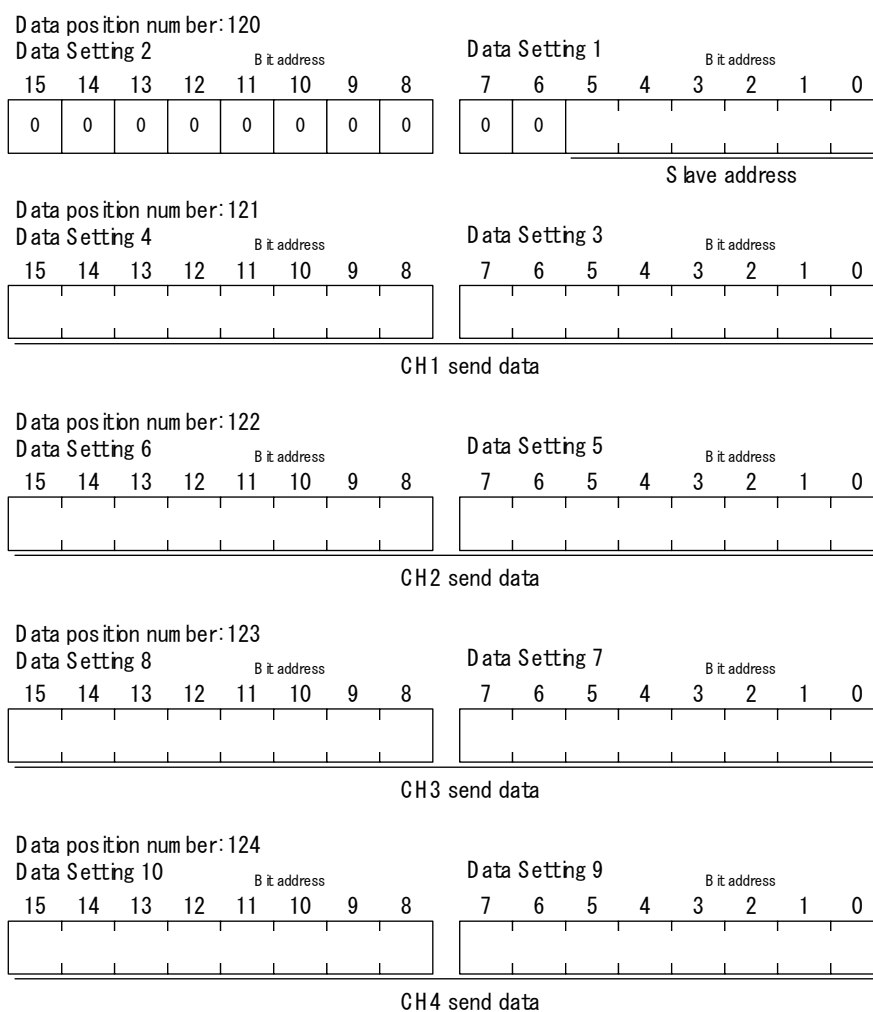 Data position number:120
Data Setting 2 Bit address Data Setting 1 Bit address
15 14 13 12 11 10 9 8 7 6 5 4 3 2 1 0
0 0 0 0 0 0 0 0 0 0
Slave address
Data position number:121
Data Setting 4 Bit address Data Setting 3 Bit address
15 14 13 12 11 10 9 8 7 6 5 4 3 2 1 0
CH1 send data
Data position number:122
Data Setting 6 Bit address Data Setting 5 Bit address
15 14 13 12 11 10 9 8 7 6 5 4 3 2 1 0
CH2 send data
Data position number:123
Data Setting 8 Bit address Data Setting 7 Bit address
15 14 13 12 11 10 9 8 7 6 5 4 3 2 1 0
CH3 send data
Data position number:124
Data Setting 10 Bit address Data Setting 9 Bit address
15 14 13 12 11 10 9 8 7 6 5 4 3 2 1 0
CH4 send data